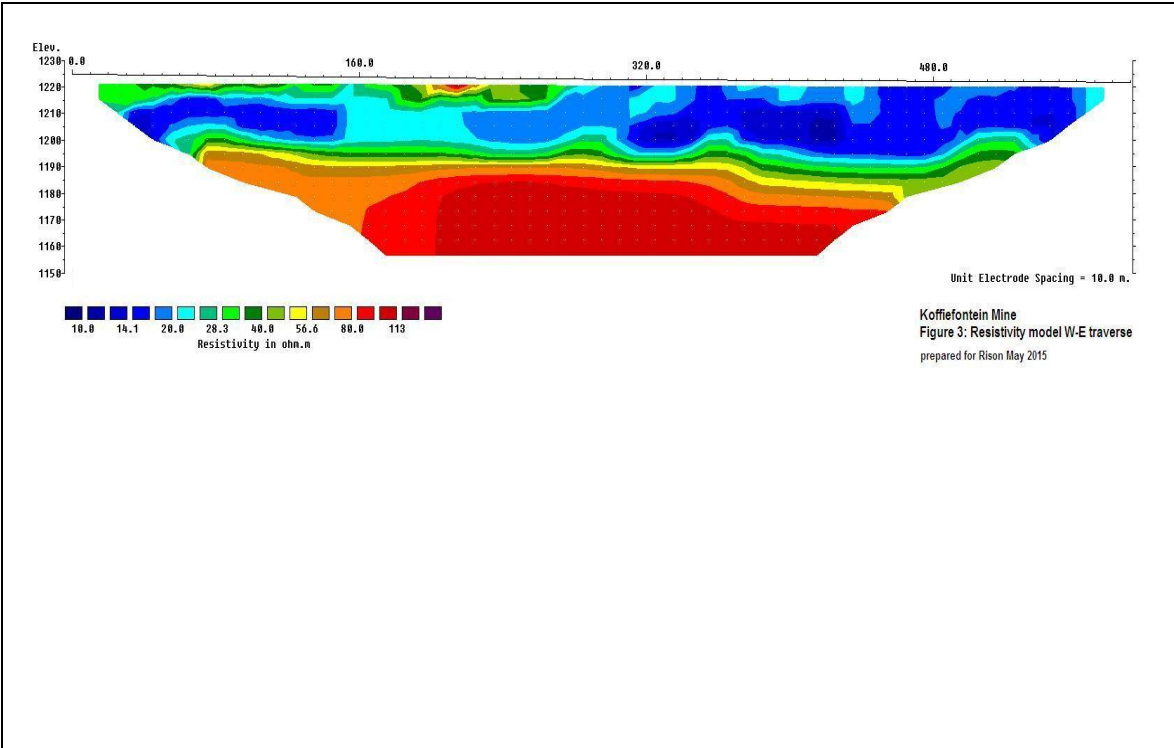 Elev.
1230 0.0 160.0 320.0 480.0
1220
1210
1200
1190
1180
1170
1160
1150
Unit Electrode Spacing = 10.0 m.
10.0 14.1 20.0 28.3 40.0 56.6 80.0 113
Resistivity in ohm.m
Koffiefontein Mine
Figure 3: Resistivity model W-E traverse
prepared for Rison May 2015